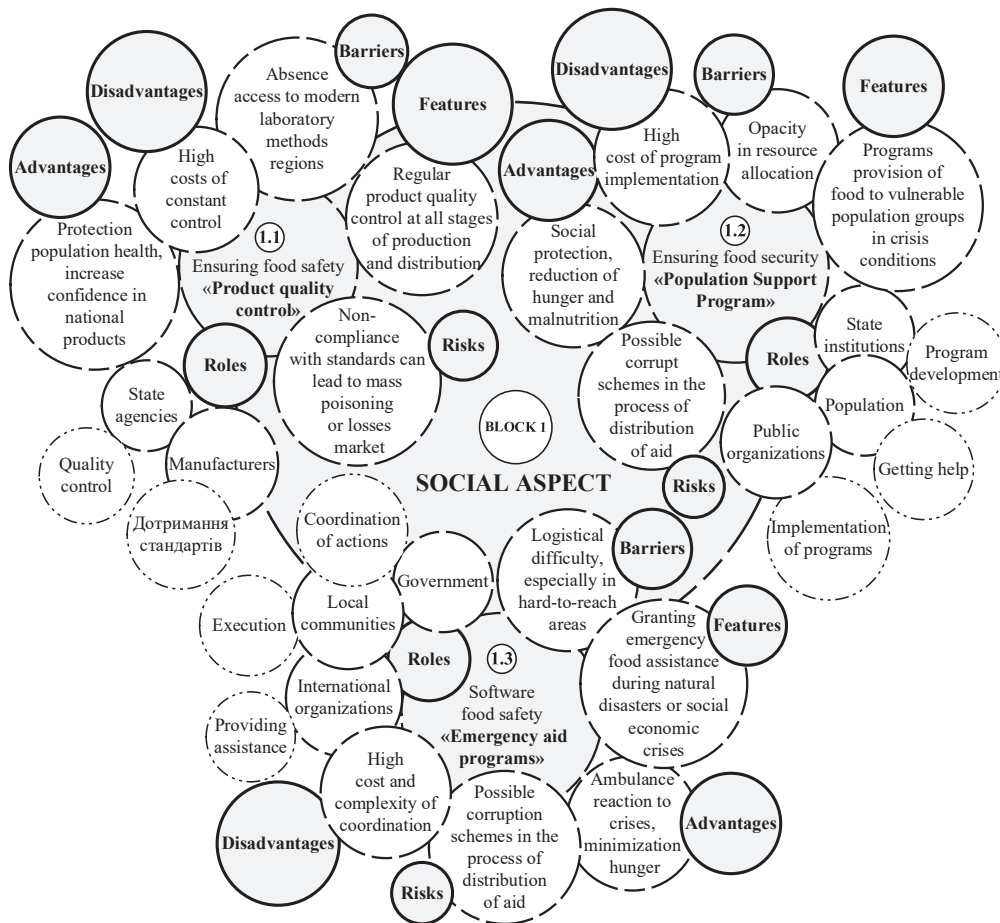 Disadvantages
Barriers
Absence
access to modern
laboratory
methods
regions
Features
Advantages
High
costs of
constant
control
Regular
product quality
control at all stages
of production
and distribution
Protection
population health,
increase
confidence in
national
products
1.1
Ensuring food safety
«Product quality
control»
Non-
compliance
with standards can
lead to mass
poisoning
or losses
market
Risks
Roles
State
agencies
Manufacturers
Quality
control
Дотримання
стандартів
Disadvantages
Barriers
Features
Advantages
High
cost of program
implementation
Opacity
in resource
allocation
Programs
provision of
food to vulnerable
population groups
in crisis
conditions
Social
protection,
reduction of
hunger and
malnutrition
1.2
Ensuring food security
«Population Support
Program»
Possible
corrupt
schemes in the
process of
distribution
of aid
Risks
Roles
State
institutions
Program
development
Population
Public
organizations
Getting help
Implementation
of programs
BLOCK 1
SOCIAL ASPECT
Coordination
of actions
Government
Logistical
difficulty,
especially in
hard-to-reach
areas
Barriers
Execution
Local
communities
Roles
1.3
Software
food safety
«Emergency aid
programs»
Granting
emergency
food assistance
during natural
disasters or social
economic
crises
Features
International
organizations
Providing
assistance
High
cost and
complexity of
coordination
Disadvantages
Possible
corruption
schemes in the
process of
distribution
of aid
Risks
Ambulance
reaction to
crises,
minimization
hunger
Advantages